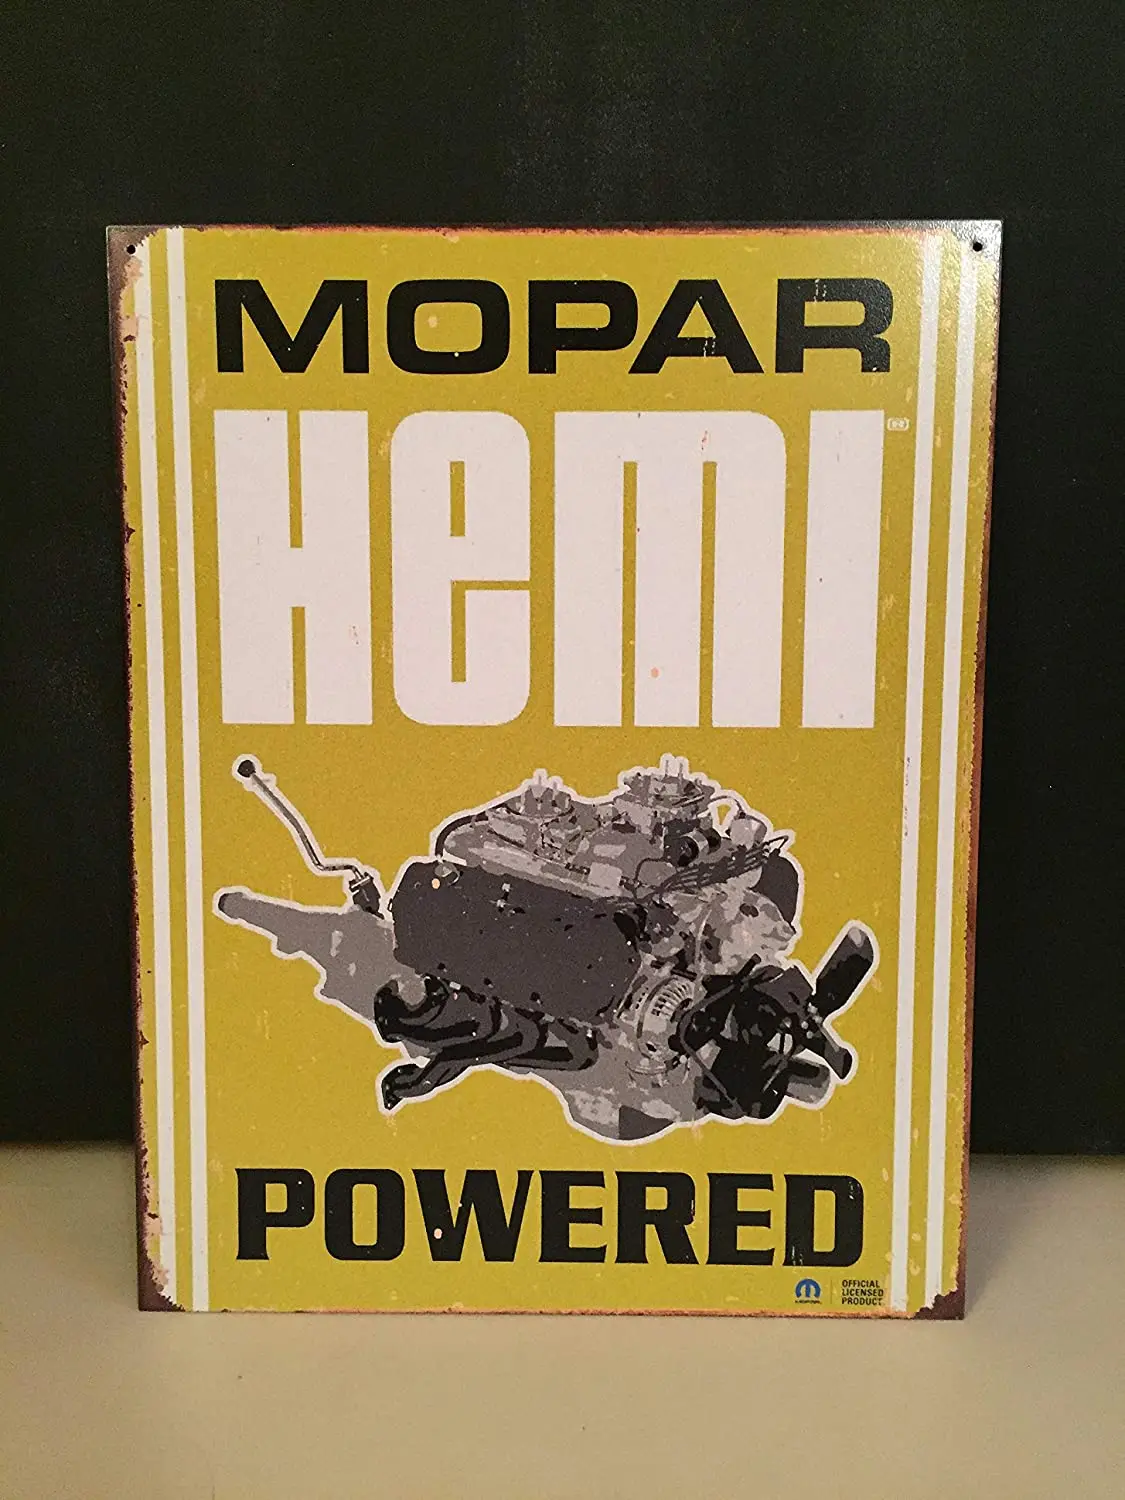 MOPAR
HEMI
POWERED
OFFICIAL
LICENSED
PRODUCT